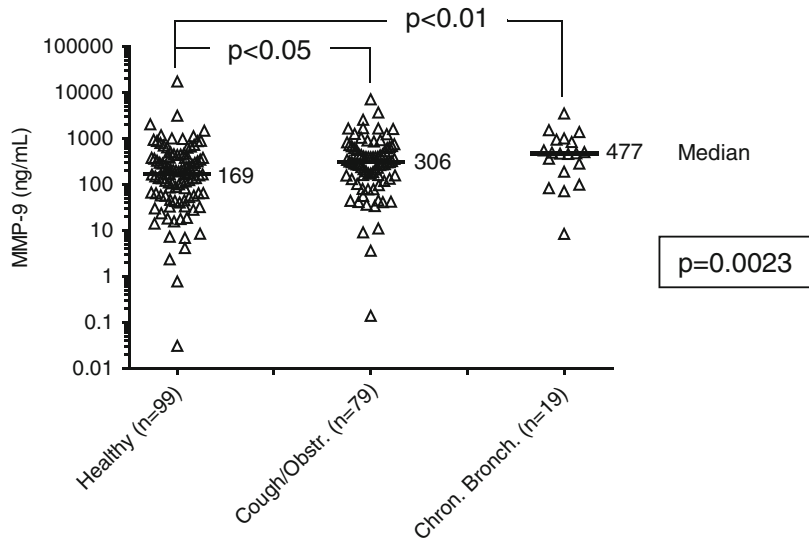 p<0.01
p<0.05
100000
10000
1000
100
10
1
0.1
0.01
MMP-9 (ng/mL)
169
306
477
Median
p=0.0023
Healthy (n=99)
Cough/Obstr. (n=79)
Chron. Bronch. (n=19)